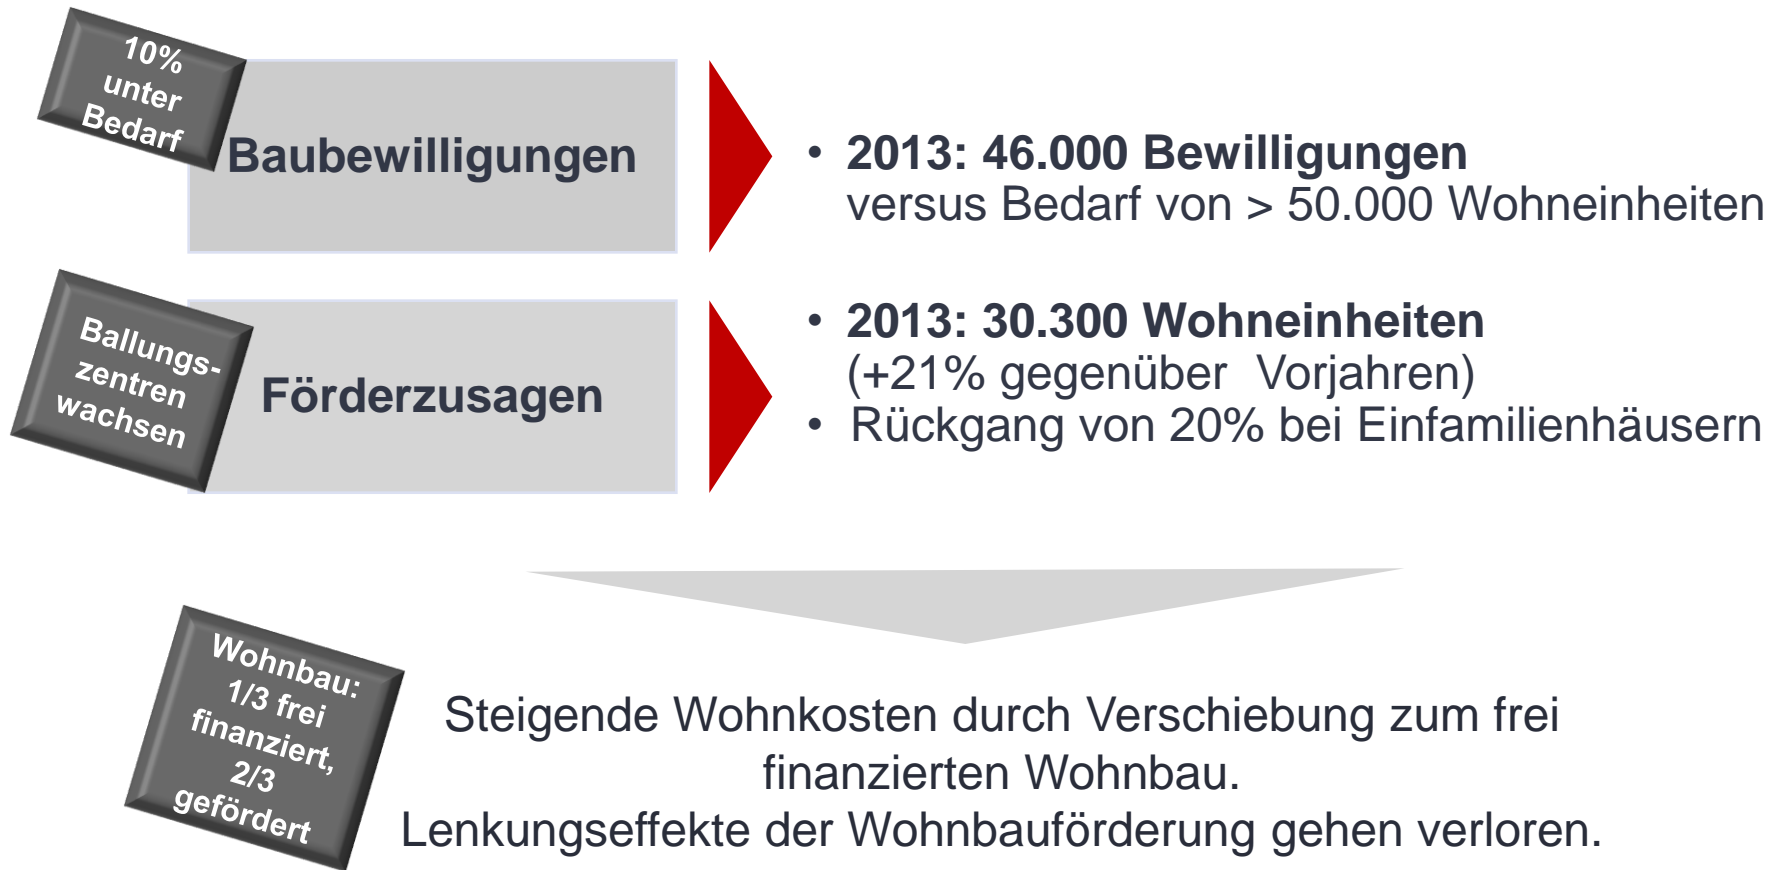 10%
unter
Bedarf
Baubewilligungen
• 2013: 46.000 Bewilligungen
versus Bedarf von > 50.000 Wohneinheiten
Ballungs-
zentren
wachsen
Förderzusagen
• 2013: 30.300 Wohneinheiten
(+21% gegenüber Vorjahren)
• Rückgang von 20% bei Einfamilienhäusern
Wohnbau:
1/3 frei
finanziert,
2/3
gefördert
Steigende Wohnkosten durch Verschiebung zum frei
finanzierten Wohnbau.
Lenkungseffekte der Wohnbauförderung gehen verloren.